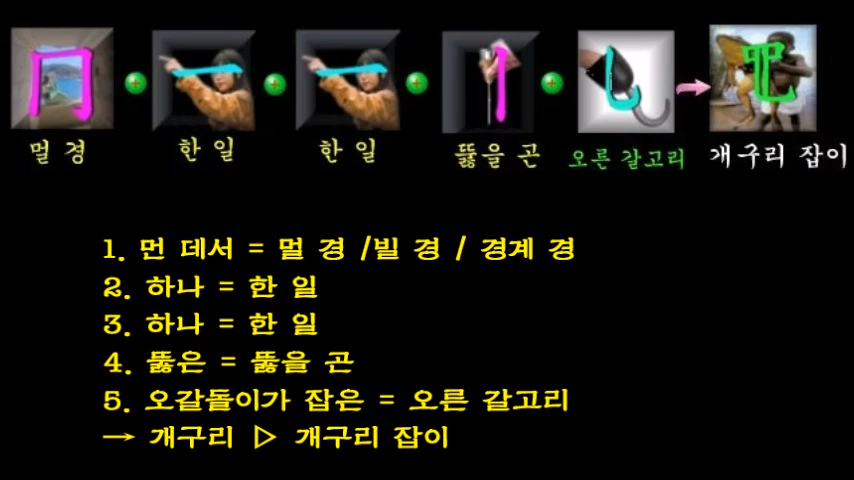 멀 경 한 일 한 일 뚫을 곤 오른 갈고리 개구리 잡이
1. 먼 데서 = 멀 경 /빌 경 / 경계 경
2. 하나 = 한 일
3. 하나 = 한 일
4. 뚫은 = 뚫을 곤
5. 오갈돌이가 잡은 = 오른 갈고리
→ 개구리 ▷ 개구리 잡이